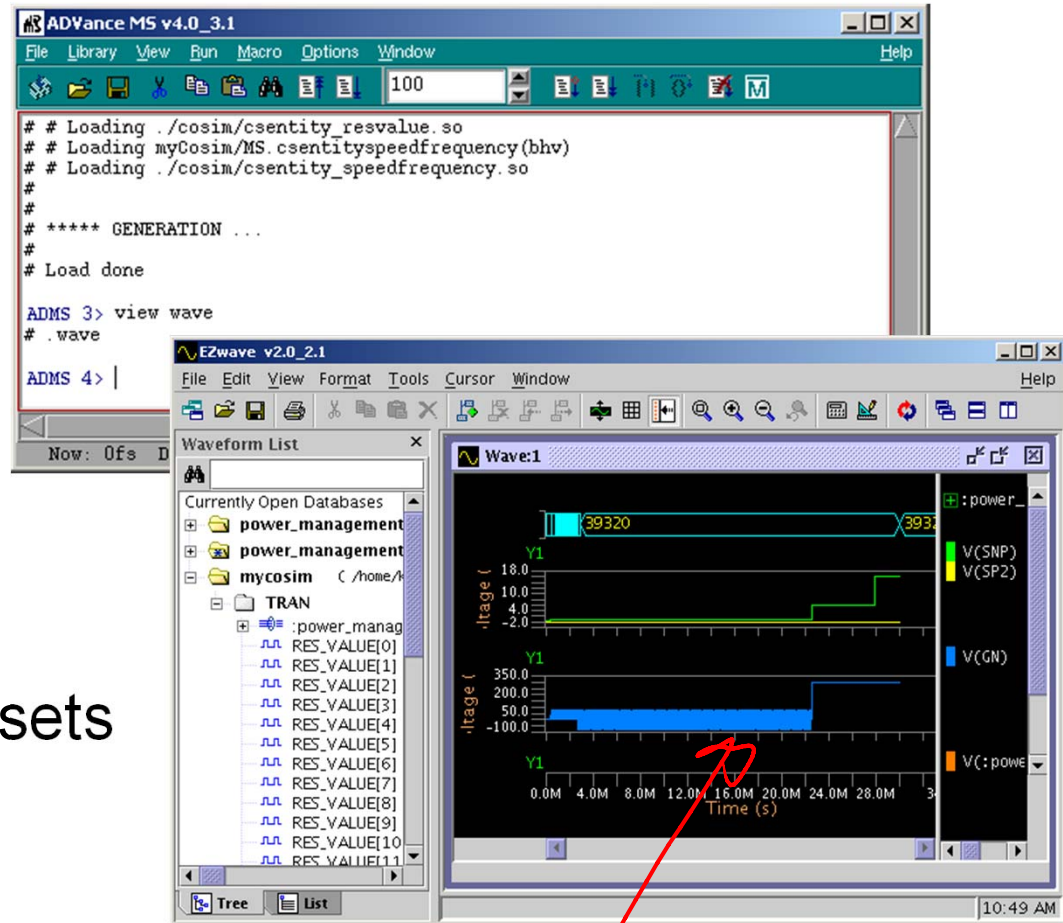 ADVance MS v4.0_3.1
File Library View Run Macro Options Window Help
100
# # Loading ./cosim/csentity_resvalue.so
# # Loading myCosim/MS.csentityspeedfrequency(bhv)
# # Loading ./cosim/csentity_speedfrequency.so
#
#
# ***** GENERATION ...
#
# Load done
ADMS 3> view wave
# .wave
ADMS 4>
Now: 0fs D
EZwave v2.0_2.1
File Edit View Format Tools Cursor Window Help
Waveform List
Currently Open Databases
power_management
power_management
mycosim ( /home/k
TRAN
:power_manag
RES_VALUE[0]
RES_VALUE[1]
RES_VALUE[2]
RES_VALUE[3]
RES_VALUE[4]
RES_VALUE[5]
RES_VALUE[6]
RES_VALUE[7]
RES_VALUE[8]
RES_VALUE[9]
RES_VALUE[10
RES_VALUE[11
Tree List
Wave:1
39320 3932
:power_
Y1
18.0
10.0
4.0
-2.0
ltage (
V(SNP)
V(SP2)
Y1
350.0
200.0
50.0
-100.0
ltage (
V(GN)
Y1
V(:powe
0.0M 4.0M 8.0M 12.0M 16.0M 20.0M 24.0M 28.0M 3
Time (s)
10:49 AM
sets